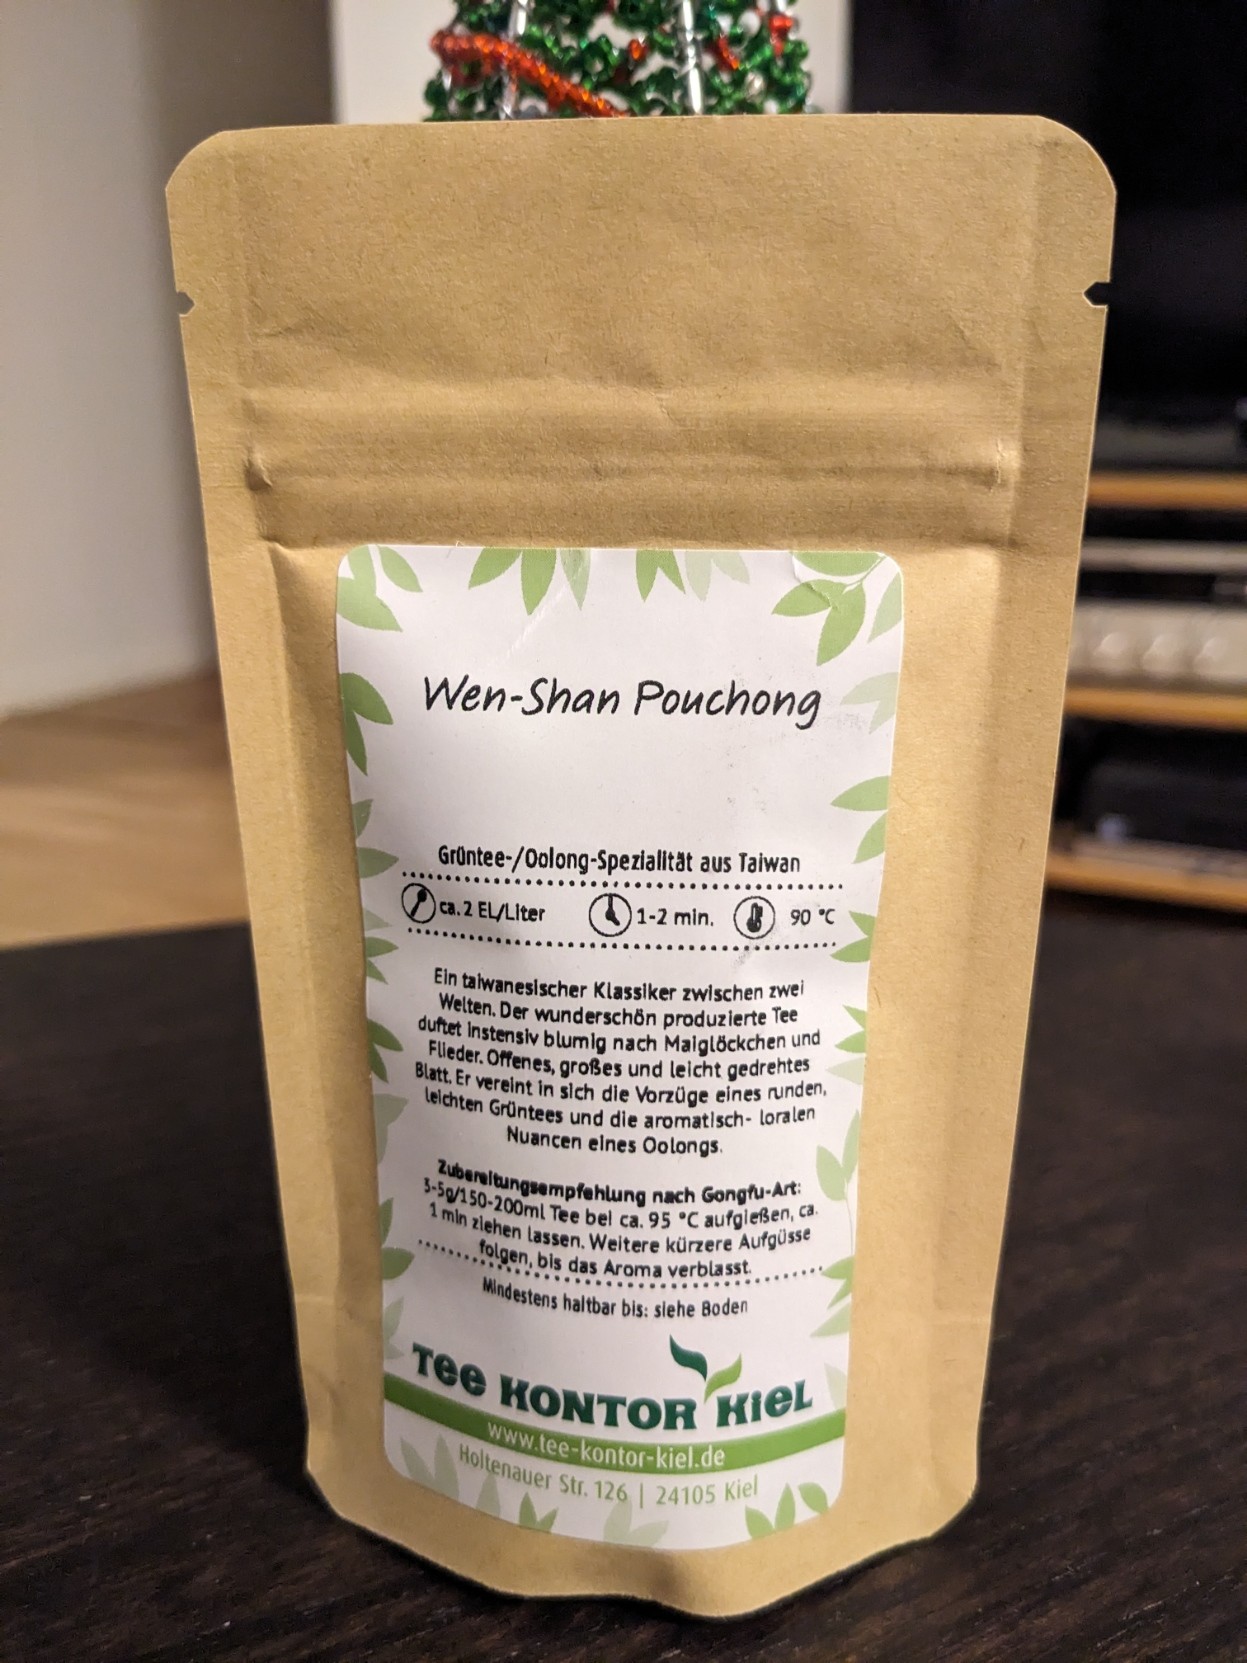 Wen-Shan Pouchong
Grüntee-/Oolong-Spezialität aus Taiwan
ca. 2 EL/Liter 1-2 min. 90 °C
Ein taiwanesischer Klassiker zwischen zwei
Welten. Der wunderschön produzierte Tee
duftet intensiv blumig nach Maiglöckchen und
Flieder. Offenes, großes und leicht gedrehtes
Blatt. Er vereint in sich die Vorzüge eines runden,
leichten Grüntees und die aromatisch- loralen
Nuancen eines Oolongs.
Zubereitungsempfehlung nach Gongfu-Art:
3-5g/150-200ml Tee bei ca. 95 °C aufgießen, ca.
1 min ziehen lassen. Weitere kürzere Aufgüsse
folgen, bis das Aroma verblasst.
Mindestens haltbar bis: siehe Boden
Tee KONTOR Kiel
www.tee-kontor-kiel.de
Holtenauer Str. 126 | 24105 Kiel